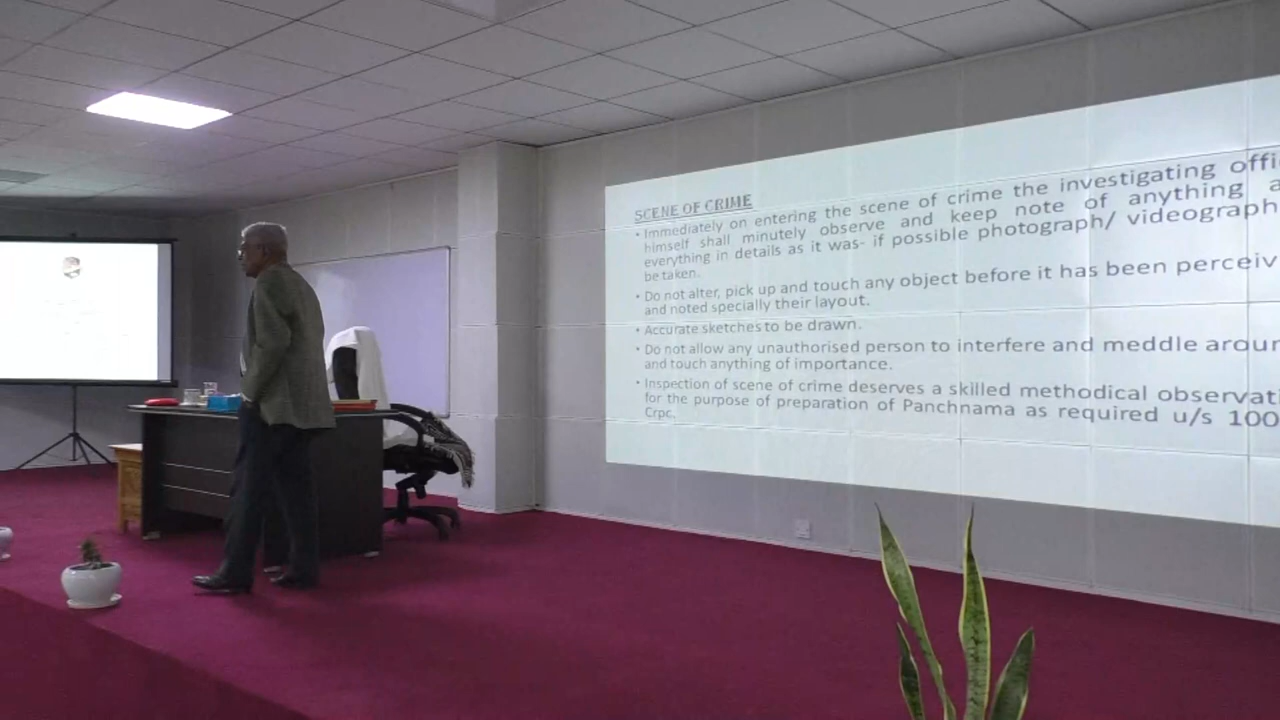 SCENE OF CRIME
• Immediately on entering the scene of crime the investigating offi
himself shall minutely observe and keep note of anything a
everything in details as it was- if possible photograph/ videograph
be taken.
• Do not alter, pick up and touch any object before it has been perceiv
and noted specially their layout.
• Accurate sketches to be drawn.
• Do not allow any unauthorised person to interfere and meddle arour
and touch anything of importance.
• Inspection of scene of crime deserves a skilled methodical observati
for the purpose of preparation of Panchnama as required u/s 100
Crpc.